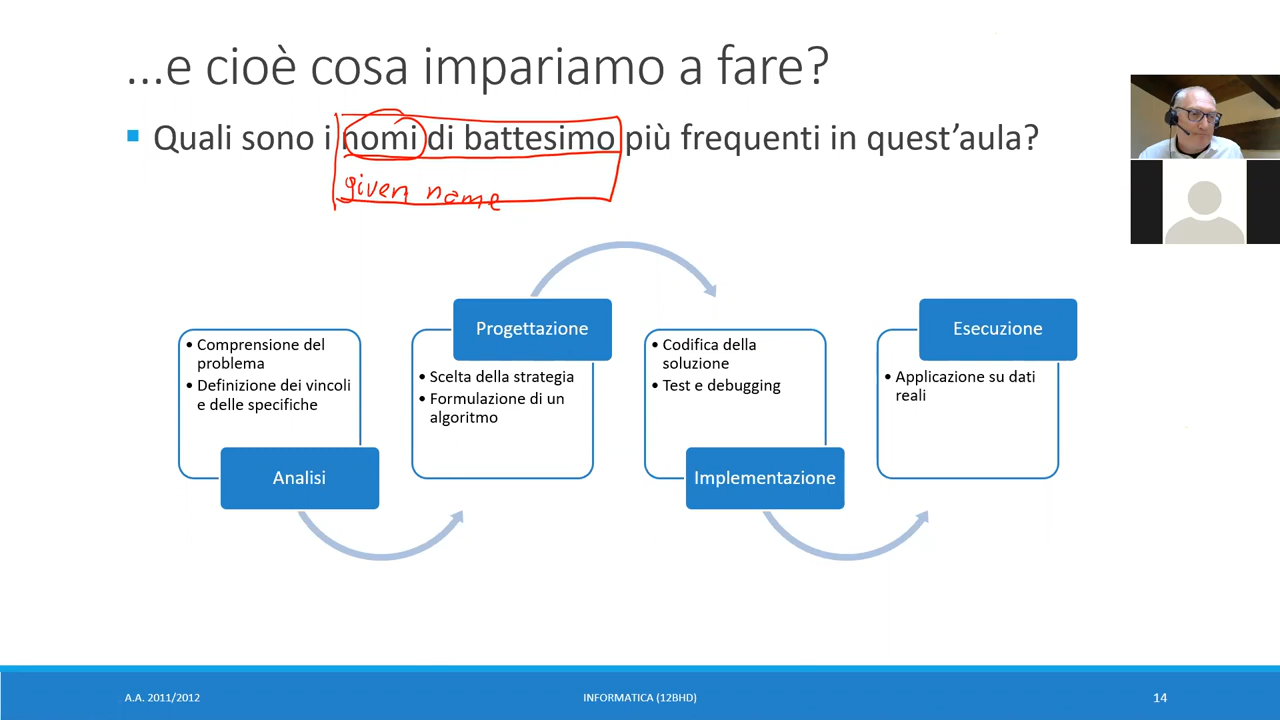 ...e cioè cosa impariamo a fare?
Quali sono i nomi di battesimo più frequenti in quest'aula?
given name
• Comprensione del
problema
• Definizione dei vincoli
e delle specifiche
Analisi
Progettazione
• Scelta della strategia
• Formulazione di un
algoritmo
• Codifica della
soluzione
• Test e debugging
Implementazione
Esecuzione
• Applicazione su dati
reali
A.A. 2011/2012
INFORMATICA (12BHD)
14